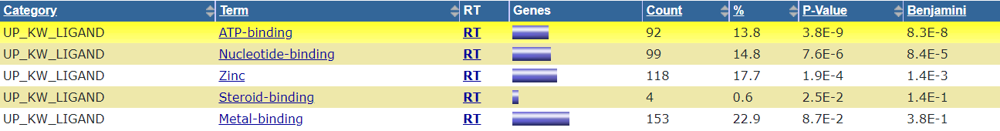 Category Term RT Genes Count % P-Value Benjamini
UP_KW_LIGAND ATP-binding RT 92 13.8 3.8E-9 8.3E-8
UP_KW_LIGAND Nucleotide-binding RT 99 14.8 7.6E-6 8.4E-5
UP_KW_LIGAND Zinc RT 118 17.7 1.9E-4 1.4E-3
UP_KW_LIGAND Steroid-binding RT 4 0.6 2.5E-2 1.4E-1
UP_KW_LIGAND Metal-binding RT 153 22.9 8.7E-2 3.8E-1